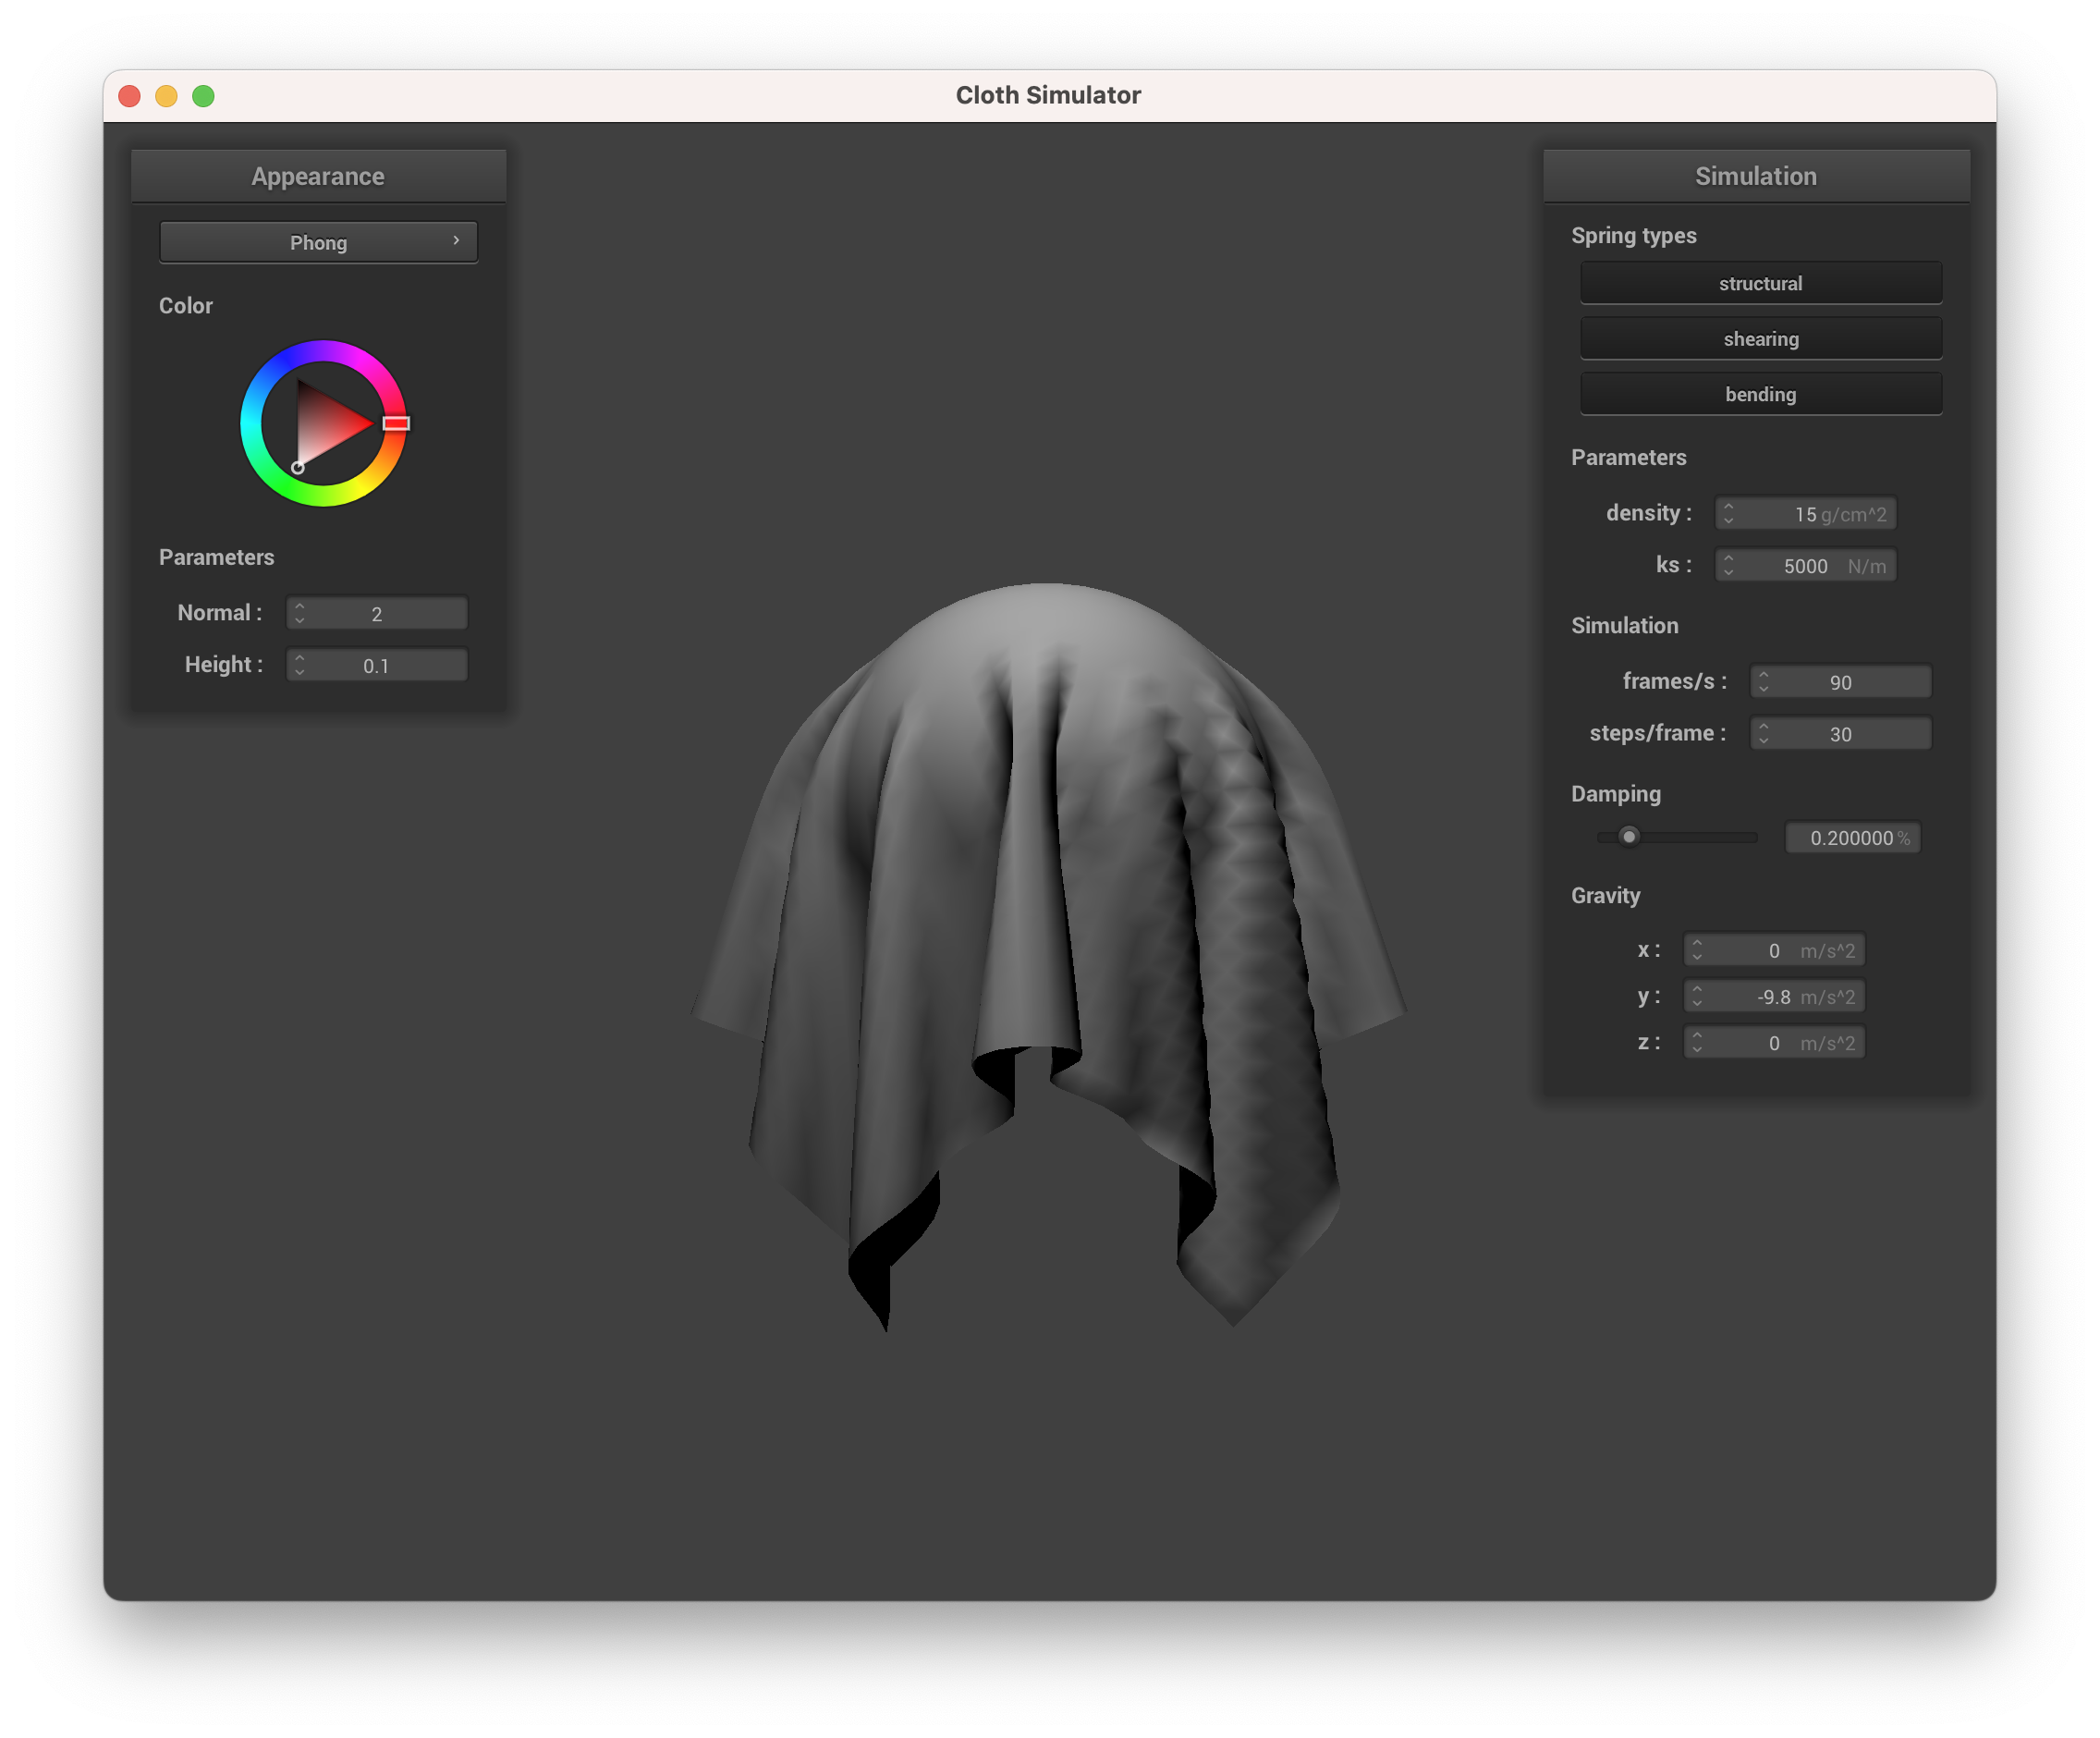 Cloth Simulator
Appearance
Phong
Color
Parameters
Normal : 2
Height : 0.1
Simulation
Spring types
structural
shearing
bending
Parameters
density : 15 g/cm^2
ks : 5000 N/m
Simulation
frames/s : 90
steps/frame : 30
Damping
0.200000 %
Gravity
x : 0 m/s^2
y : -9.8 m/s^2
z : 0 m/s^2